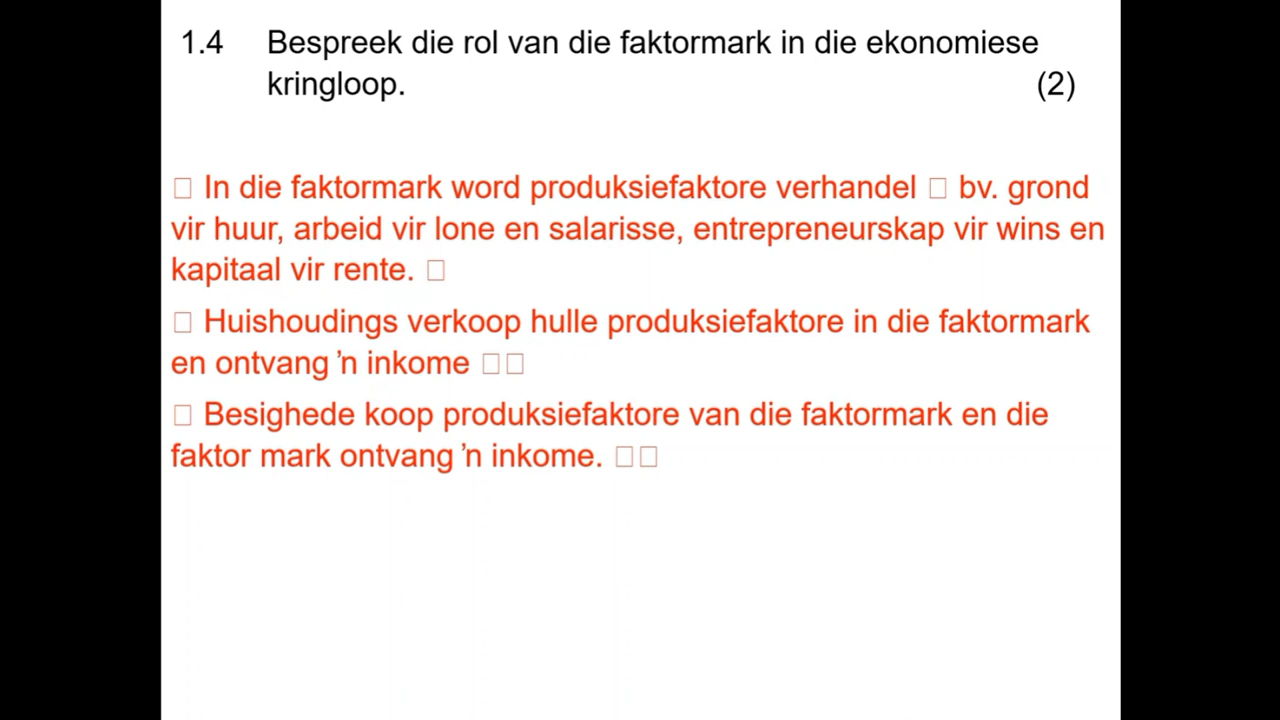 1.4 Bespreek die rol van die faktormark in die ekonomiese
kringloop. (2)
□ In die faktormark word produksiefaktore verhandel □ bv. grond
vir huur, arbeid vir lone en salarisse, entrepreneurskap vir wins en
kapitaal vir rente. □
□ Huishoudings verkoop hulle produksiefaktore in die faktormark
en ontvang ’n inkome □□
□ Besighede koop produksiefaktore van die faktormark en die
faktor mark ontvang ’n inkome. □□